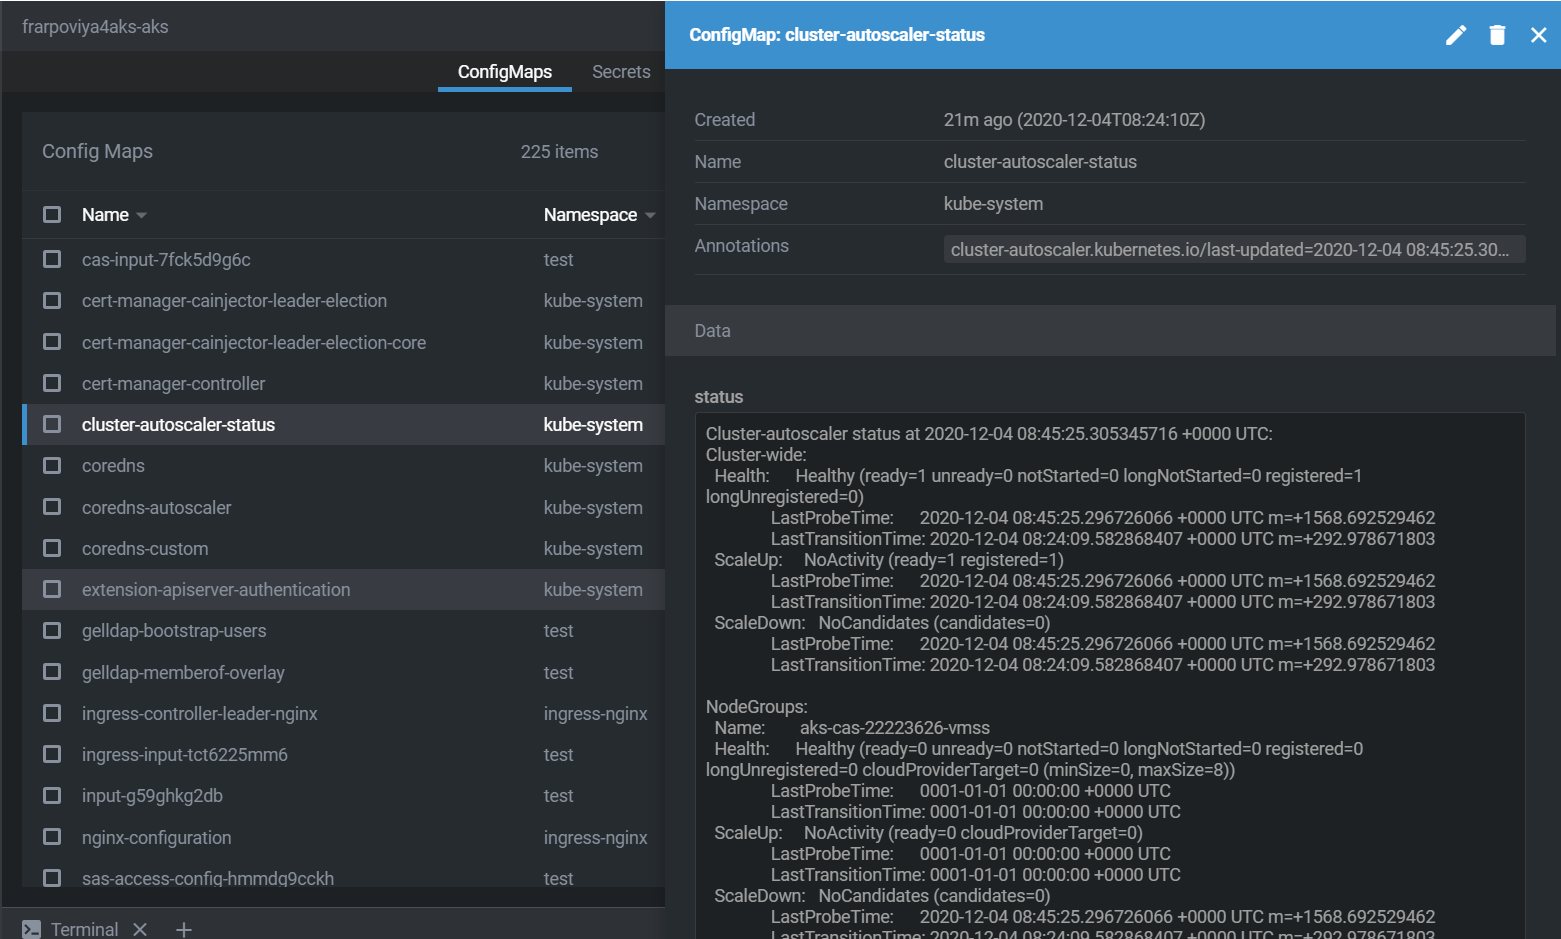 frarpoviya4aks-aks
ConfigMaps Secrets
Config Maps 225 items
Name Namespace
cas-input-7fck5d9g6c test
cert-manager-cainjector-leader-election kube-system
cert-manager-cainjector-leader-election-core kube-system
cert-manager-controller kube-system
cluster-autoscaler-status kube-system
coredns kube-system
coredns-autoscaler kube-system
coredns-custom kube-system
extension-apiserver-authentication kube-system
gelldap-bootstrap-users test
gelldap-memberof-overlay test
ingress-controller-leader-nginx ingress-nginx
ingress-input-tct6225mm6 test
input-g59ghkg2db test
nginx-configuration ingress-nginx
sas-access-config-hmmdg9cckh test
Terminal
ConfigMap: cluster-autoscaler-status
Created 21m ago (2020-12-04T08:24:10Z)
Name cluster-autoscaler-status
Namespace kube-system
Annotations cluster-autoscaler.kubernetes.io/last-updated=2020-12-04 08:45:25.30...
Data
status
Cluster-autoscaler status at 2020-12-04 08:45:25.305345716 +0000 UTC:
Cluster-wide:
Health: Healthy (ready=1 unready=0 notStarted=0 longNotStarted=0 registered=1
longUnregistered=0)
LastProbeTime: 2020-12-04 08:45:25.296726066 +0000 UTC m=+1568.692529462
LastTransitionTime: 2020-12-04 08:24:09.582868407 +0000 UTC m=+292.978671803
ScaleUp: NoActivity (ready=1 registered=1)
LastProbeTime: 2020-12-04 08:45:25.296726066 +0000 UTC m=+1568.692529462
LastTransitionTime: 2020-12-04 08:24:09.582868407 +0000 UTC m=+292.978671803
ScaleDown: NoCandidates (candidates=0)
LastProbeTime: 2020-12-04 08:45:25.296726066 +0000 UTC m=+1568.692529462
LastTransitionTime: 2020-12-04 08:24:09.582868407 +0000 UTC m=+292.978671803
NodeGroups:
Name: aks-cas-22223626-vmss
Health: Healthy (ready=0 unready=0 notStarted=0 longNotStarted=0 registered=0
longUnregistered=0 cloudProviderTarget=0 (minSize=0, maxSize=8))
LastProbeTime: 0001-01-01 00:00:00 +0000 UTC
LastTransitionTime: 0001-01-01 00:00:00 +0000 UTC
ScaleUp: NoActivity (ready=0 cloudProviderTarget=0)
LastProbeTime: 0001-01-01 00:00:00 +0000 UTC
LastTransitionTime: 0001-01-01 00:00:00 +0000 UTC
ScaleDown: NoCandidates (candidates=0)
LastProbeTime: 2020-12-04 08:45:25.296726066 +0000 UTC m=+1568.692529462
LastTransitionTime: 2020-12-04 08:24:09.582868407 +0000 UTC m=+292.978671803